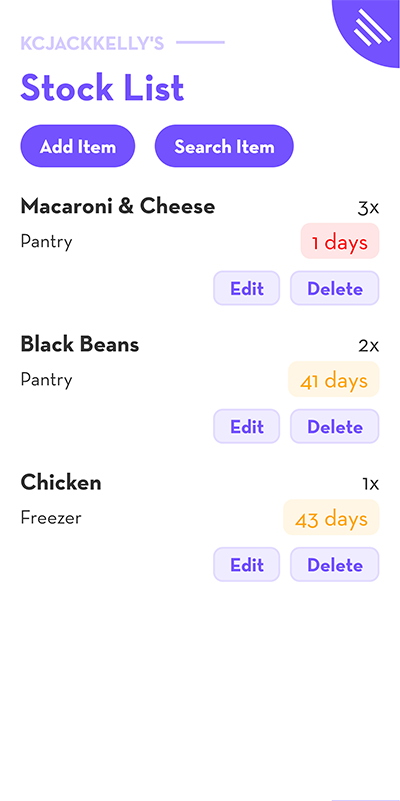 KCJACKKELLY'S
Stock List
Add Item Search Item
Macaroni & Cheese 3x
Pantry 1 days
Edit Delete
Black Beans 2x
Pantry 41 days
Edit Delete
Chicken 1x
Freezer 43 days
Edit Delete